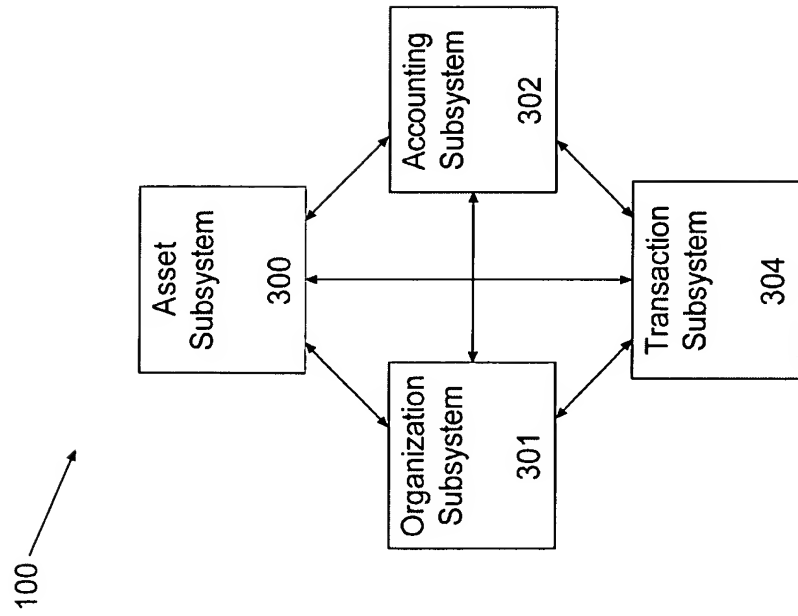 100
Asset
Subsystem
300
Organization
Subsystem
301
Accounting
Subsystem
302
Transaction
Subsystem
304